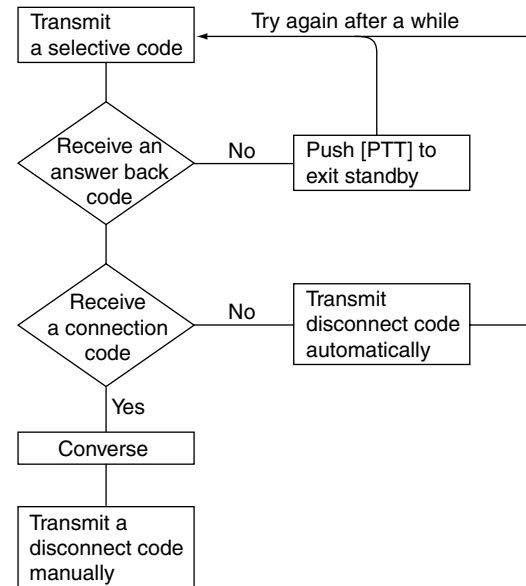 Transmit
a selective code
Try again after a while
Receive an
answer back
code
No
Push [PTT] to
exit standby
Receive
a connection
code
No
Transmit
disconnect code
automatically
Yes
Converse
Transmit a
disconnect code
manually